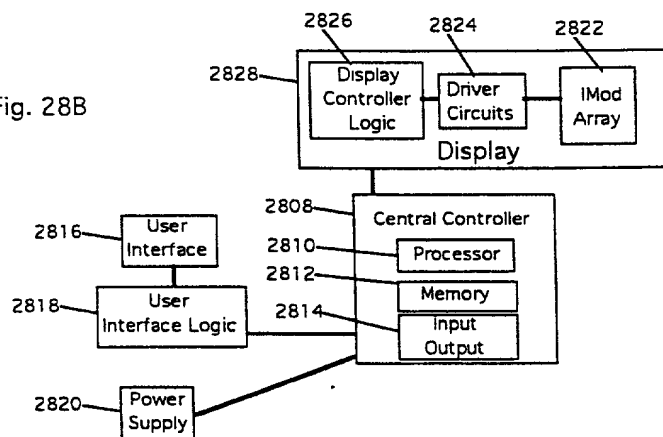 2826
2824
2822
2828
Display
Controller
Logic
Driver
Circuits
IMod
Array
Fig. 28B
Display
2808
Central Controller
2816
User
Interface
2810
Processor
2812
Memory
2818
User
Interface Logic
2814
Input
Output
2820
Power
Supply